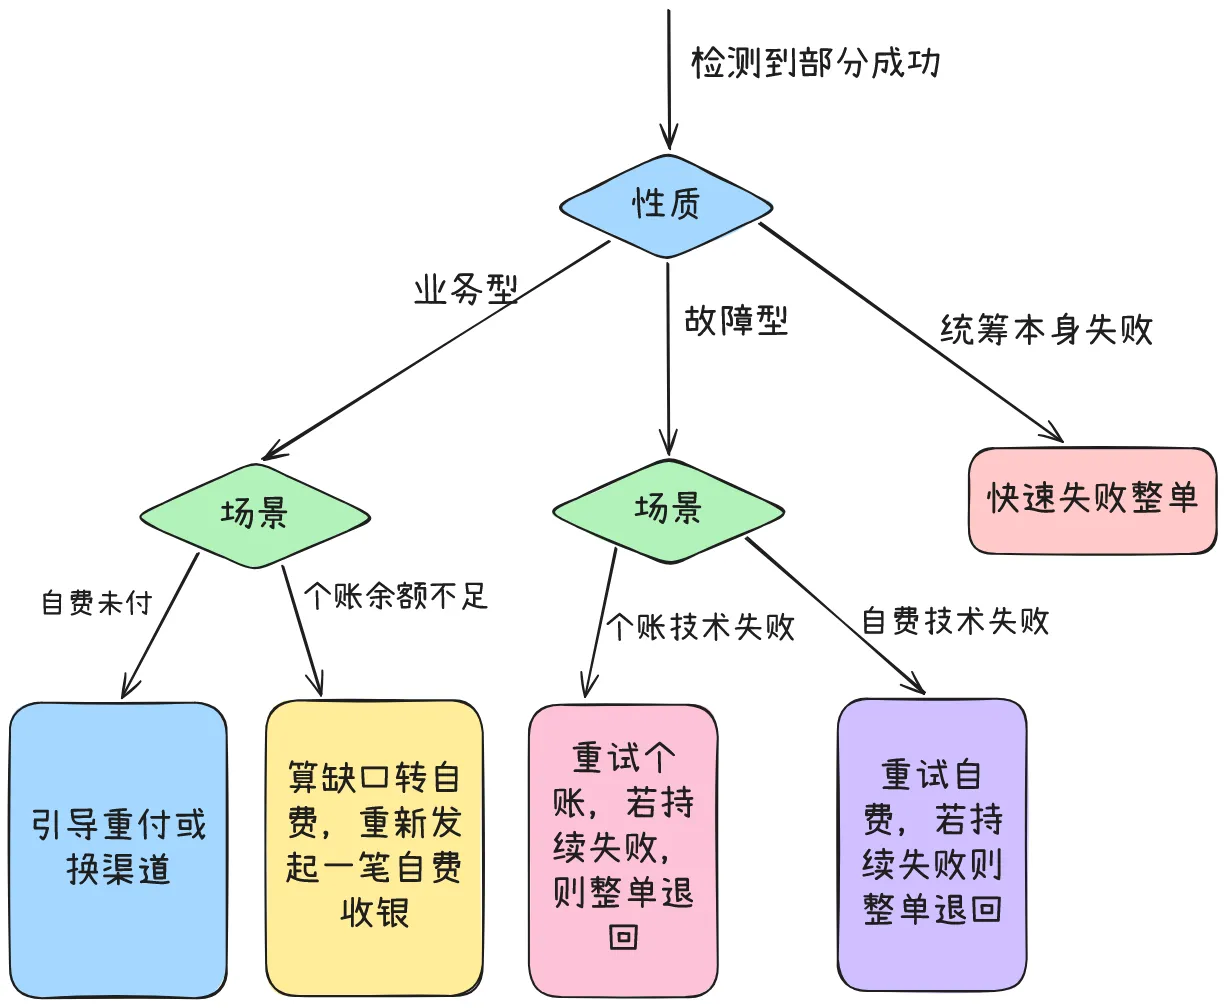 检测到部分成功
性质
业务型
故障型
统筹本身失败
场景
场景
快速失败整单
自费未付
个账余额不足
个账技术失败
自费技术失败
引导重付或
换渠道
算缺口转自
费，重新发
起一笔自费
收银
重试个
账，若持
续失败，
则整单退
回
重试自
费，若持
续失败则
整单退回